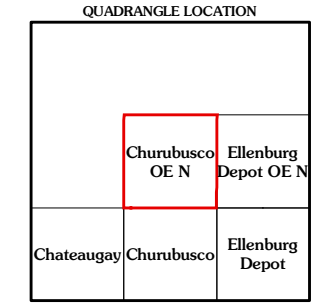 QUADRANGLE LOCATION
Churubusco
OE N
Ellenburg
Depot OE N
Chateaugay
Churubusco
Ellenburg
Depot